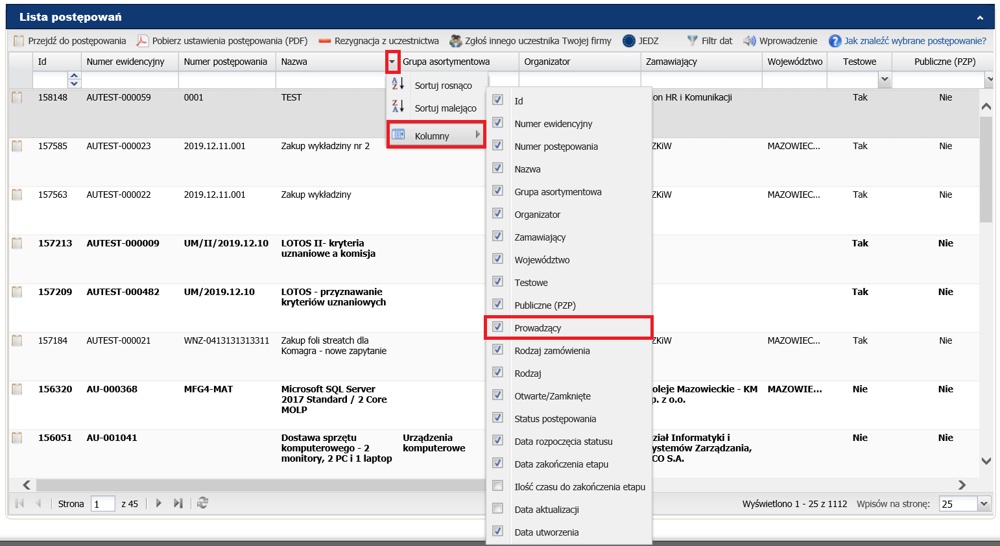 Lista postępowań
Przejdź do postępowania Pobierz ustawienia postępowania (PDF) Rezygnacja z uczestnictwa Zgłoś innego uczestnika Twojej firmy JEDZ Filtr dat Wprowadzenie Jak znaleźć wybrane postępowanie?
Id Numer ewidencyjny Numer postępowania Nazwa Grupa asortymentowa Organizator Zamawiający Województwo Testowe Publiczne (PZP)
Sortuj rosnąco
Sortuj malejąco
Kolumny
Id
Numer ewidencyjny
Numer postępowania
Nazwa
Grupa asortymentowa
Organizator
Zamawiający
Województwo
Testowe
Publiczne (PZP)
Prowadzący
Rodzaj zamówienia
Rodzaj
Otwarte/Zamknięte
Status postępowania
Data rozpoczęcia statusu
Data zakończenia etapu
Ilość czasu do zakończenia etapu
Data aktualizacji
Data utworzenia
158148 AUTEST-000059 0001 TEST on HR i Komunikacji Tak Nie
157585 AUTEST-000023 2019.12.11.001 Zakup wykładziny nr 2 ZKiW MAZOWIEC... Tak Nie
157563 AUTEST-000022 2019.12.11.001 Zakup wykładziny ZKiW MAZOWIEC... Tak Nie
157213 AUTEST-000009 UM/II/2019.12.10 LOTOS II- kryteria Tak Nie
uznaniowe a komisja
157209 AUTEST-000482 UM/2019.12.10 LOTOS - przyznawanie Tak Nie
kryteriów uznaniowych
157184 AUTEST-000021 WNZ-0413131313311 Zakup foli streatch dla ZKiW MAZOWIEC... Tak Nie
Komagra - nowe zapytanie
156320 AU-000368 MFG4-MAT Microsoft SQL Server oleje Mazowieckie - KM MAZOWIE... Nie Nie
2017 Standard / 2 Core p. z o.o.
MOLP
156051 AU-001041 Dostawa sprzętu Urządzenia ział Informatyki i Nie Nie
komputerowego - 2 komputerowe ystemów Zarządzania,
monitory, 2 PC i 1 laptop CO S.A.
Strona 1 z 45 Wyświetlono 1 - 25 z 1112 Wpisów na stronę: 25